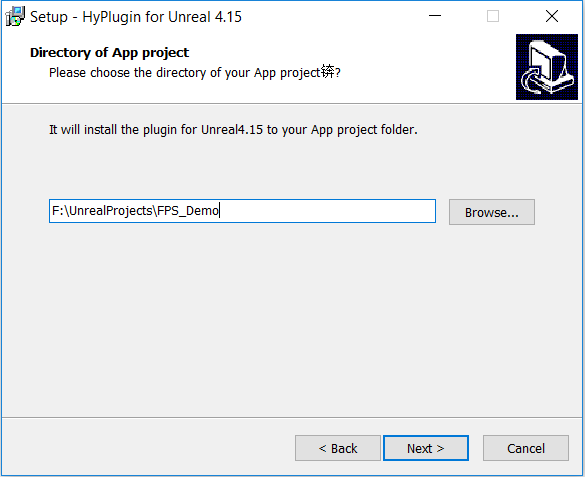 Setup - HyPlugin for Unreal 4.15
Directory of App project
Please choose the directory of your App project锛?
It will install the plugin for Unreal4.15 to your App project folder.
F:\UnrealProjects\FPS_Demo
Browse...
< Back
Next >
Cancel